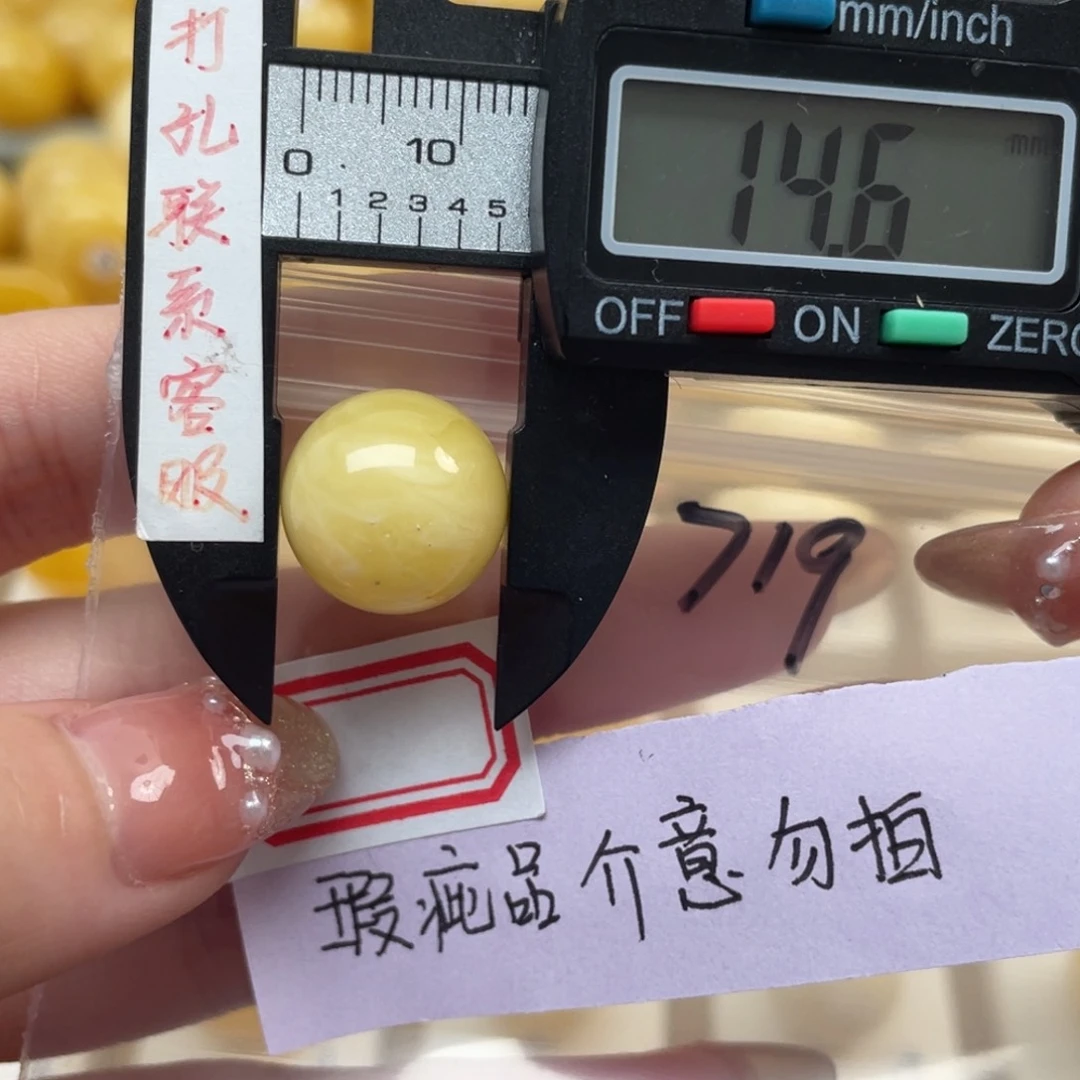 打孔联系客服
mm/inch
0 10
1 2 3 4 5
14.6
mm
OFF ON ZERO
719
瑕疵品介意勿拍